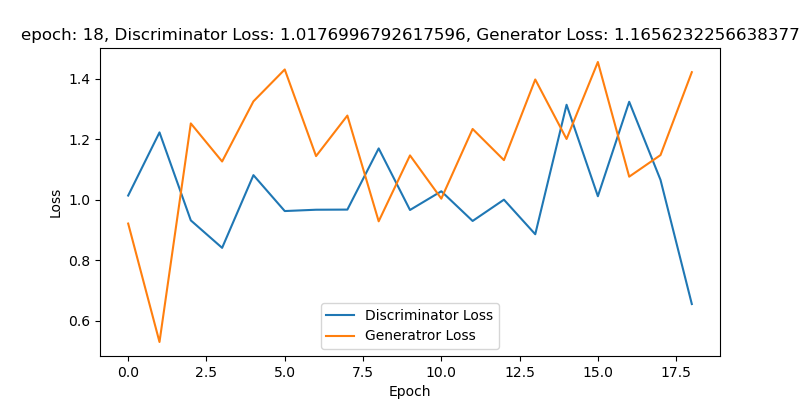 epoch: 18, Discriminator Loss: 1.0176996792617596, Generator Loss: 1.1656232256638377
1.4
1.2
1.0
0.8
0.6
Loss
Discriminator Loss
Generatror Loss
0.0 2.5 5.0 7.5 10.0 12.5 15.0 17.5
Epoch